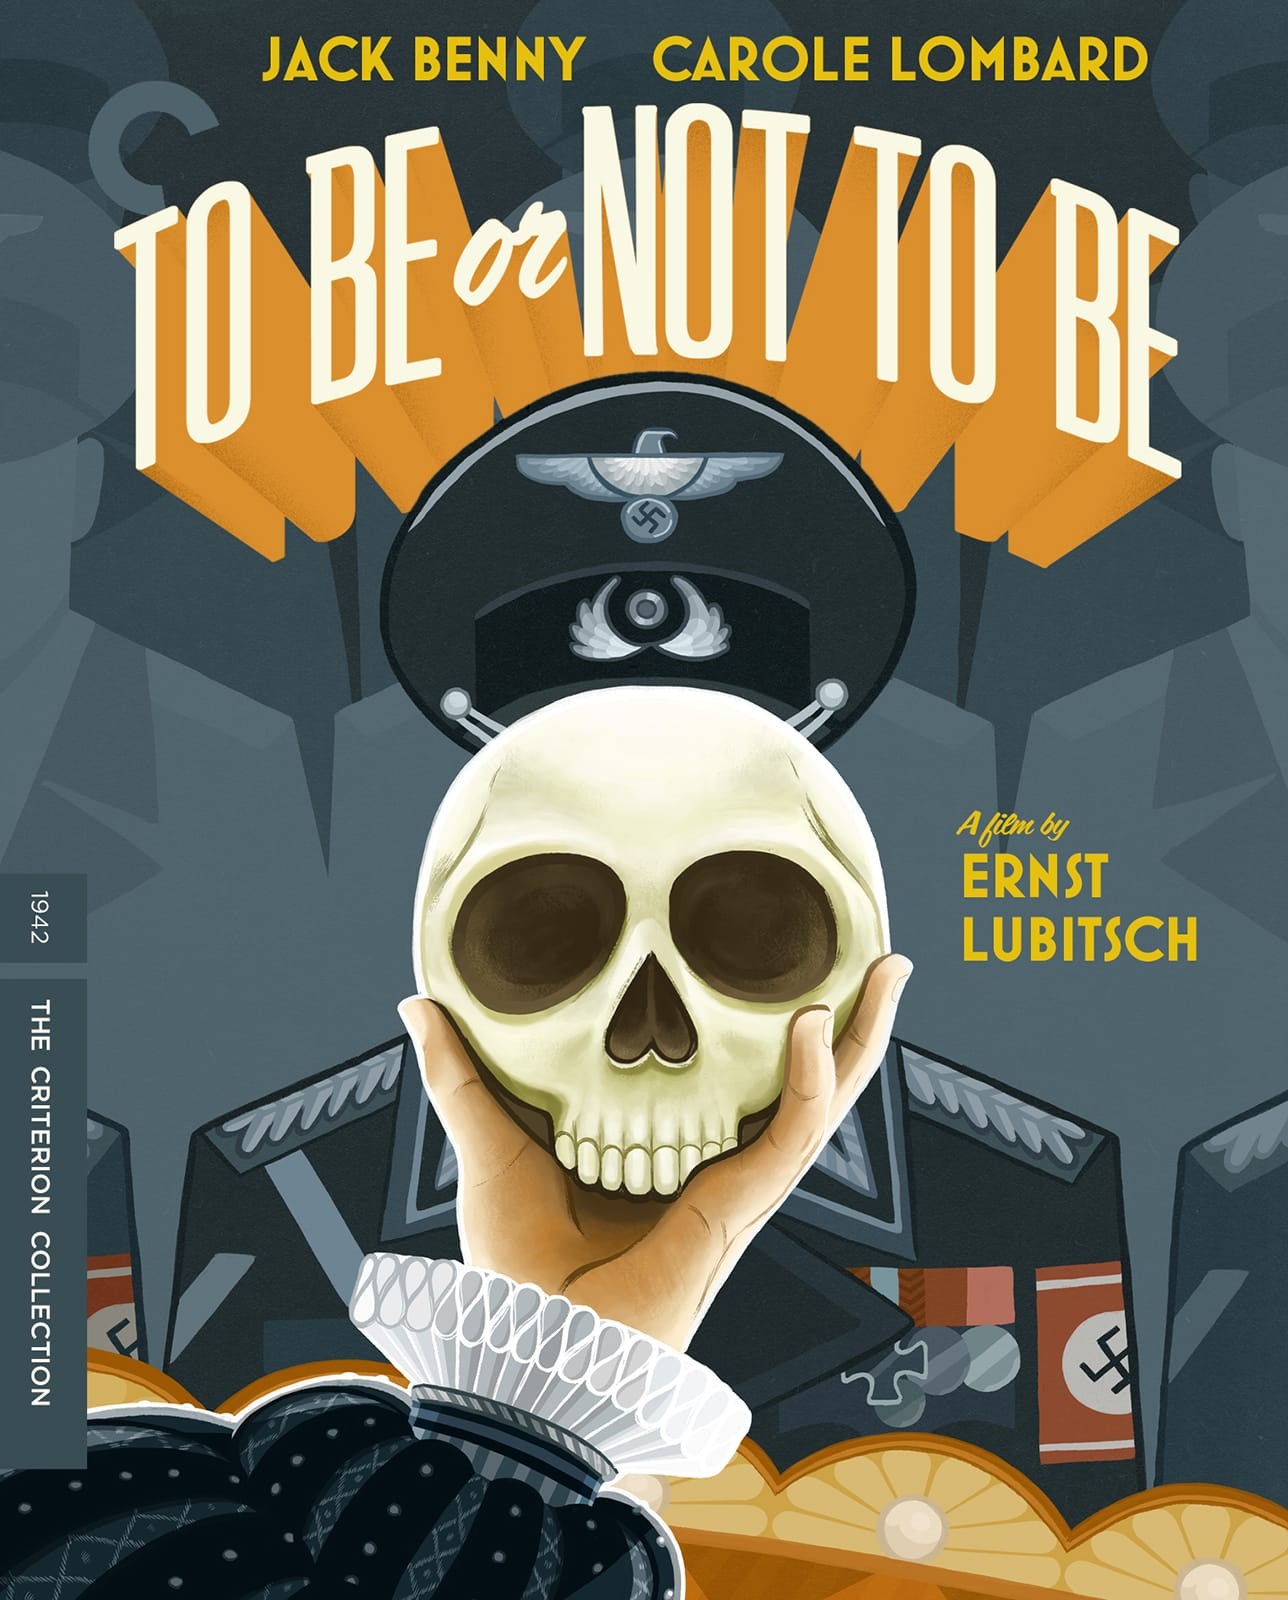 JACK BENNY CAROLE LOMBARD
TO BE or NOT TO BE
A film by
ERNST
LUBITSCH
1942
THE CRITERION COLLECTION